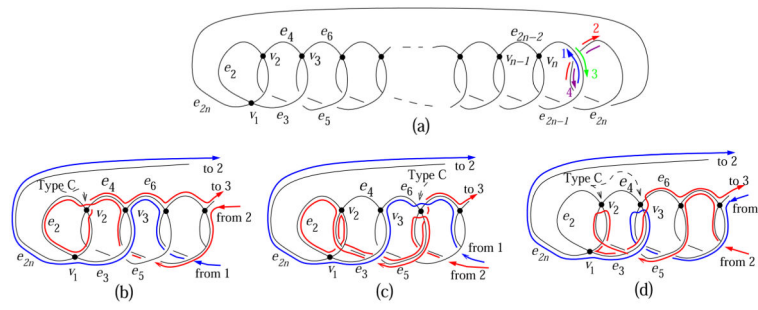 e4 e6 e2n-2 2
e2 v2 v3 vn-1 vn 1 3
4
e2n v1 e3 e5 e2n-1 e2n
(a)
to 2 to 2 to 2
Type C e4 e6 to 3
e2 v2 v3 from 2
e2n v1 e3 e5 from 1
(b)
Type C
e4 e6 to 3
e2 v2 v3
from 1
e2n v1 e3 e5 from 2
(c)
Type C e4 e6 to 3
e2 v2 v3 from
e2n v1 e3 e5 from 2
(d)